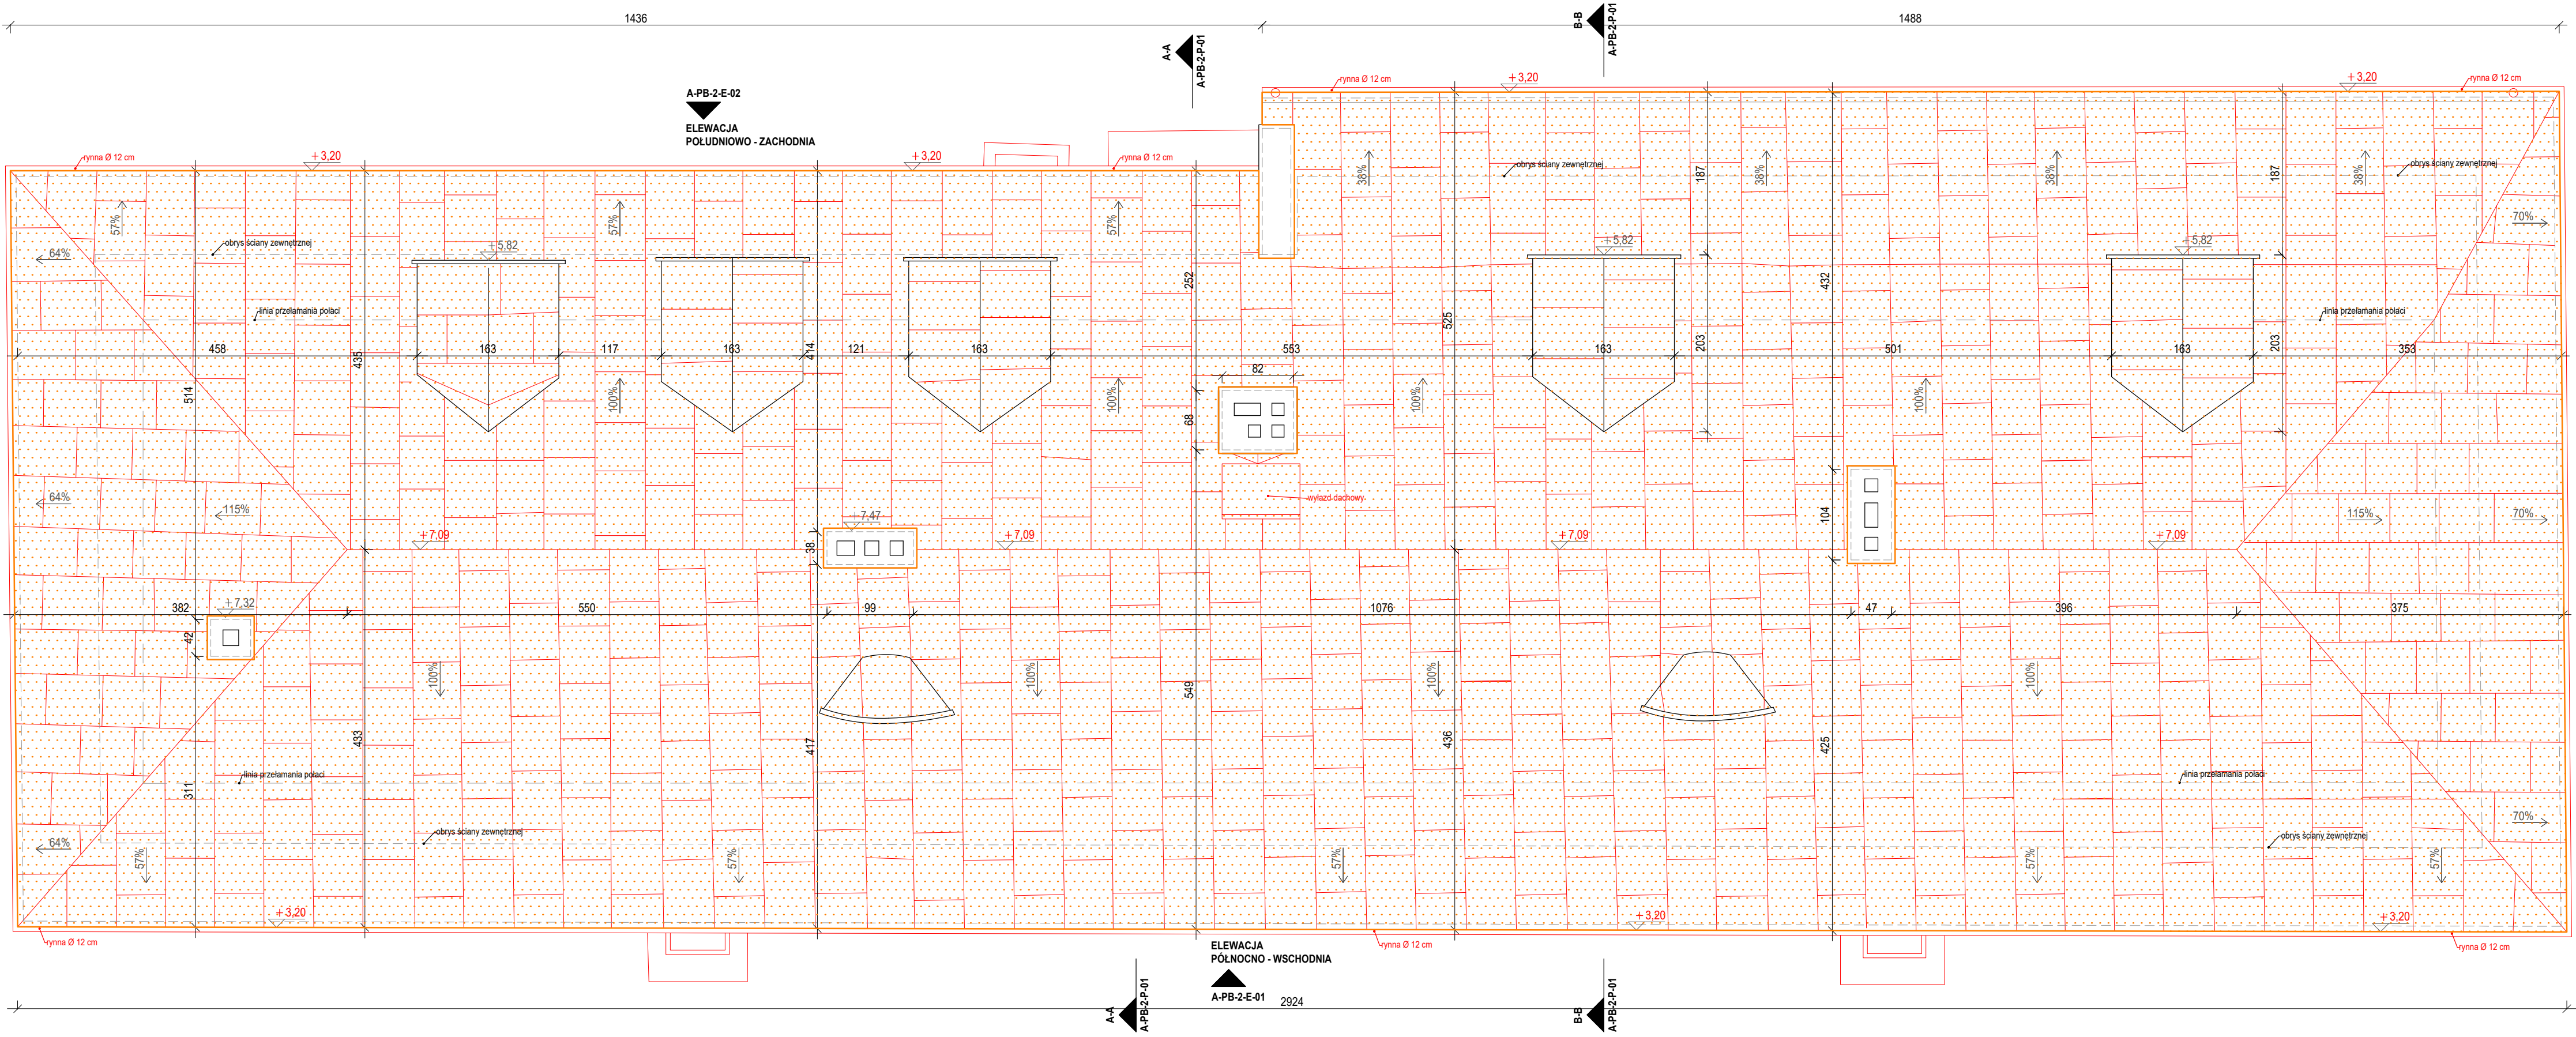 1436
1488
B-B
A-PB-2-P-01
A-A
A-PB-2-P-01
A-PB-2-E-02
ELEWACJA
POŁUDNIOWO - ZACHODNIA
rynna Ø 12 cm
+3,20
+3,20
rynna Ø 12 cm
rynna Ø 12 cm
+3,20
+3,20
rynna Ø 12 cm
57%
57%
57%
38%
38%
38%
38%
187
187
obrys ściany zewnętrznej
obrys ściany zewnętrznej
64%
obrys ściany zewnętrznej
+5,82
+5,82
+5,82
70%
252
432
linia przełamania połaci
525
linia przełamania połaci
458
435
163
117
163
414
121
163
553
163
203
501
163
203
353
82
514
100%
100%
68
100%
100%
64%
115%
wyłazd dachowy
104
115%
70%
+7,09
+7,47
38
+7,09
+7,09
+7,09
382
550
99
1076
47
396
375
+7,32
42
100%
100%
100%
100%
549
433
417
436
425
311
linia przełamania połaci
linia przełamania połaci
obrys ściany zewnętrznej
obrys ściany zewnętrznej
64%
57%
57%
57%
57%
57%
70%
+3,20
+3,20
+3,20
rynna Ø 12 cm
rynna Ø 12 cm
rynna Ø 12 cm
ELEWACJA
PÓŁNOCNO - WSCHODNIA
A-PB-2-E-01
2924
A-A
A-PB-2-P-01
B-B
A-PB-2-P-01